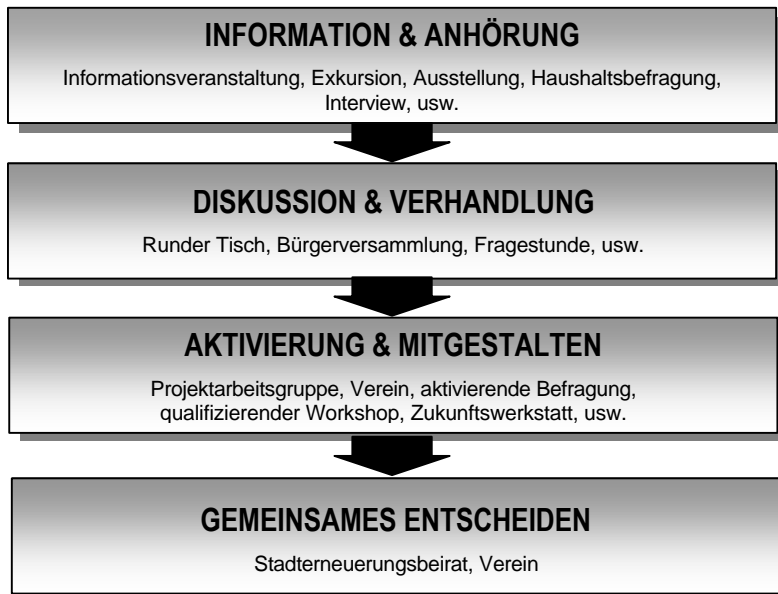 INFORMATION & ANHÖRUNG
Informationsveranstaltung, Exkursion, Ausstellung, Haushaltsbefragung,
Interview, usw.
DISKUSSION & VERHANDLUNG
Runder Tisch, Bürgerversammlung, Fragestunde, usw.
AKTIVIERUNG & MITGESTALTEN
Projektarbeitsgruppe, Verein, aktivierende Befragung,
qualifizierender Workshop, Zukunftswerkstatt, usw.
GEMEINSAMES ENTSCHEIDEN
Stadterneuerungsbeirat, Verein